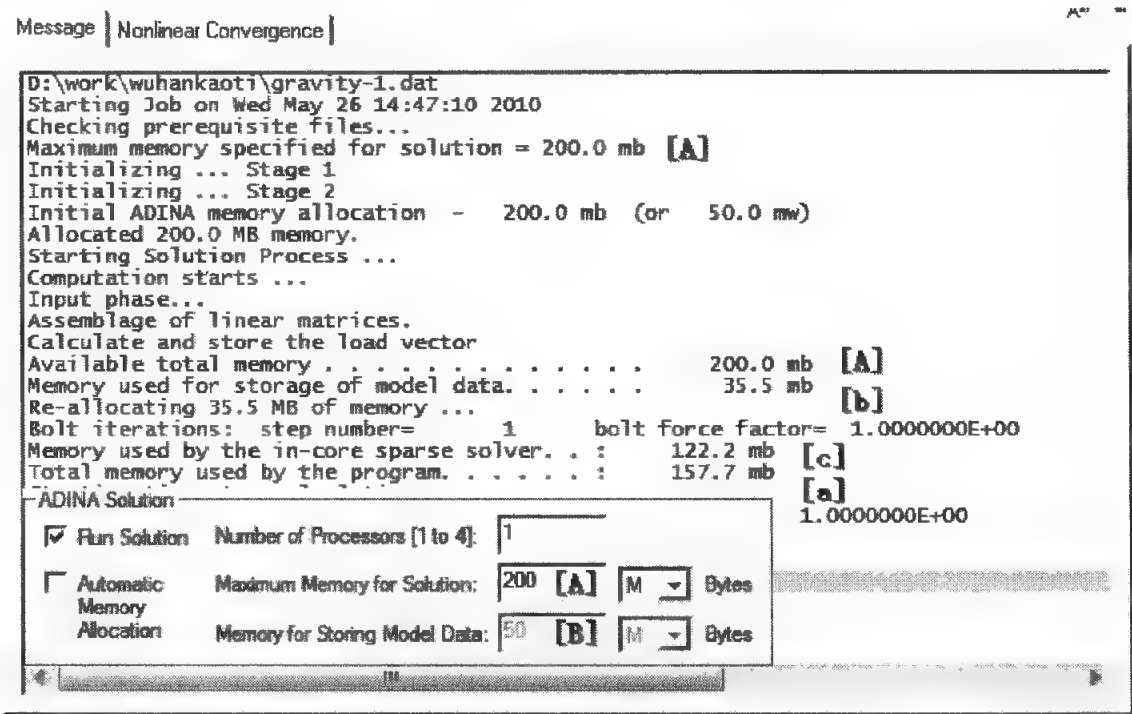 Message Nonlinear Convergence
D:\work\wuhankaoti\gravity-1.dat
Starting Job on Wed May 26 14:47:10 2010
Checking prerequisite files...
Maximum memory specified for solution = 200.0 mb [A]
Initializing ... Stage 1
Initializing ... Stage 2
Initial ADINA memory allocation - 200.0 mb (or 50.0 mw)
Allocated 200.0 MB memory.
Starting Solution Process ...
Computation starts ...
Input phase...
Assemblage of linear matrices.
Calculate and store the load vector
Available total memory . . . . . . . . . . . . . 200.0 mb [A]
Memory used for storage of model data. . . . . . 35.5 mb [b]
Re-allocating 35.5 MB of memory ...
Bolt iterations: step number= 1 bolt force factor= 1.0000000E+00
Memory used by the in-core sparse solver. . : 122.2 mb [c]
Total memory used by the program. . . . . . : 157.7 mb [a]
1.0000000E+00
ADINA Solution
Run Solution Number of Processors [1 to 4]: 1
Automatic Memory Allocation
Maximum Memory for Solution: 200 [A] M Bytes
Memory for Storing Model Data: 50 [B] M Bytes